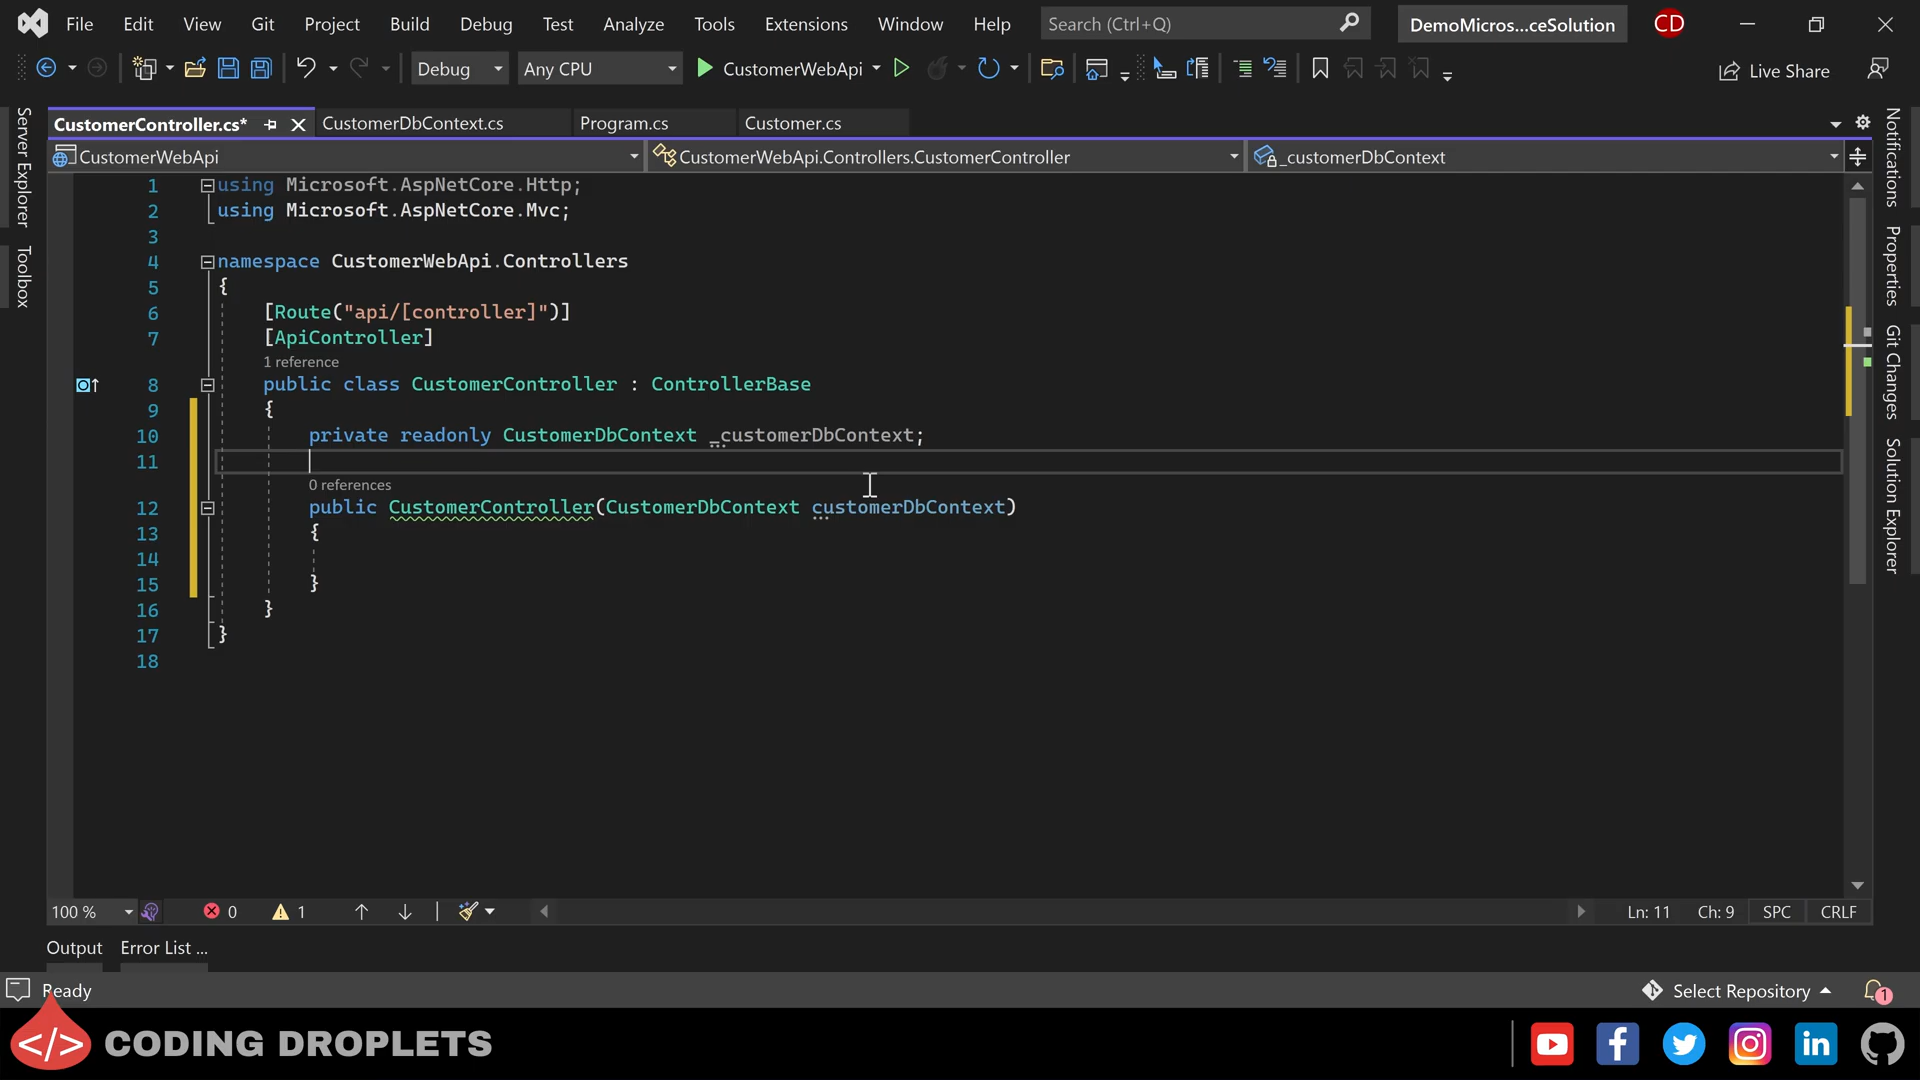 File Edit View Git Project Build Debug Test Analyze Tools Extensions Window Help Search (Ctrl+Q) DemoMicros...ceSolution CD
Debug Any CPU CustomerWebApi Live Share
CustomerController.cs* CustomerDbContext.cs Program.cs Customer.cs
CustomerWebApi CustomerWebApi.Controllers.CustomerController _customerDbContext
Server Explorer
Toolbox
Notifications
Properties
Git Changes
Solution Explorer
1 using Microsoft.AspNetCore.Http;
2 using Microsoft.AspNetCore.Mvc;
3
4 namespace CustomerWebApi.Controllers
5 {
6 [Route("api/[controller]")]
7 [ApiController]
1 reference
8 public class CustomerController : ControllerBase
9 {
10 private readonly CustomerDbContext _customerDbContext;
11
0 references
12 public CustomerController(CustomerDbContext customerDbContext)
13 {
14
15 }
16 }
17 }
18
100 % 0 1 Ln: 11 Ch: 9 SPC CRLF
Output Error List ...
Ready Select Repository 1
</> CODING DROPLETS in